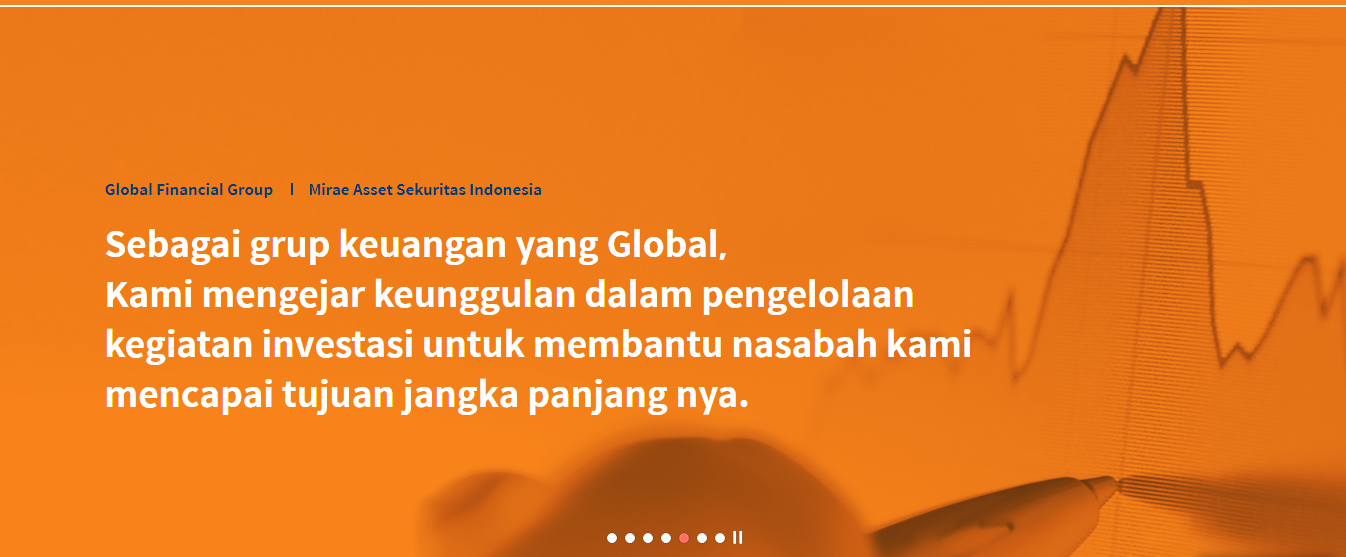 Global Financial Group | Mirae Asset Sekuritas Indonesia
Sebagai grup keuangan yang Global,
Kami mengejar keunggulan dalam pengelolaan
kegiatan investasi untuk membantu nasabah kami
mencapai tujuan jangka panjang nya.